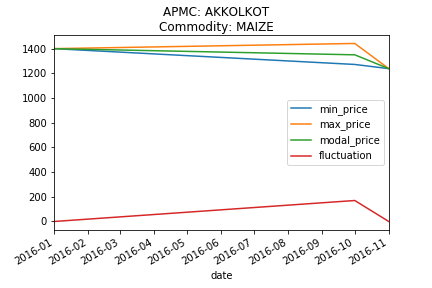 APMC: AKKOLKOT
Commodity: MAIZE
1400
1200
1000
800
600
400
200
0
min_price
max_price
modal_price
fluctuation
2016-01
2016-02
2016-03
2016-04
2016-05
2016-06
2016-07
2016-08
2016-09
2016-10
2016-11
date